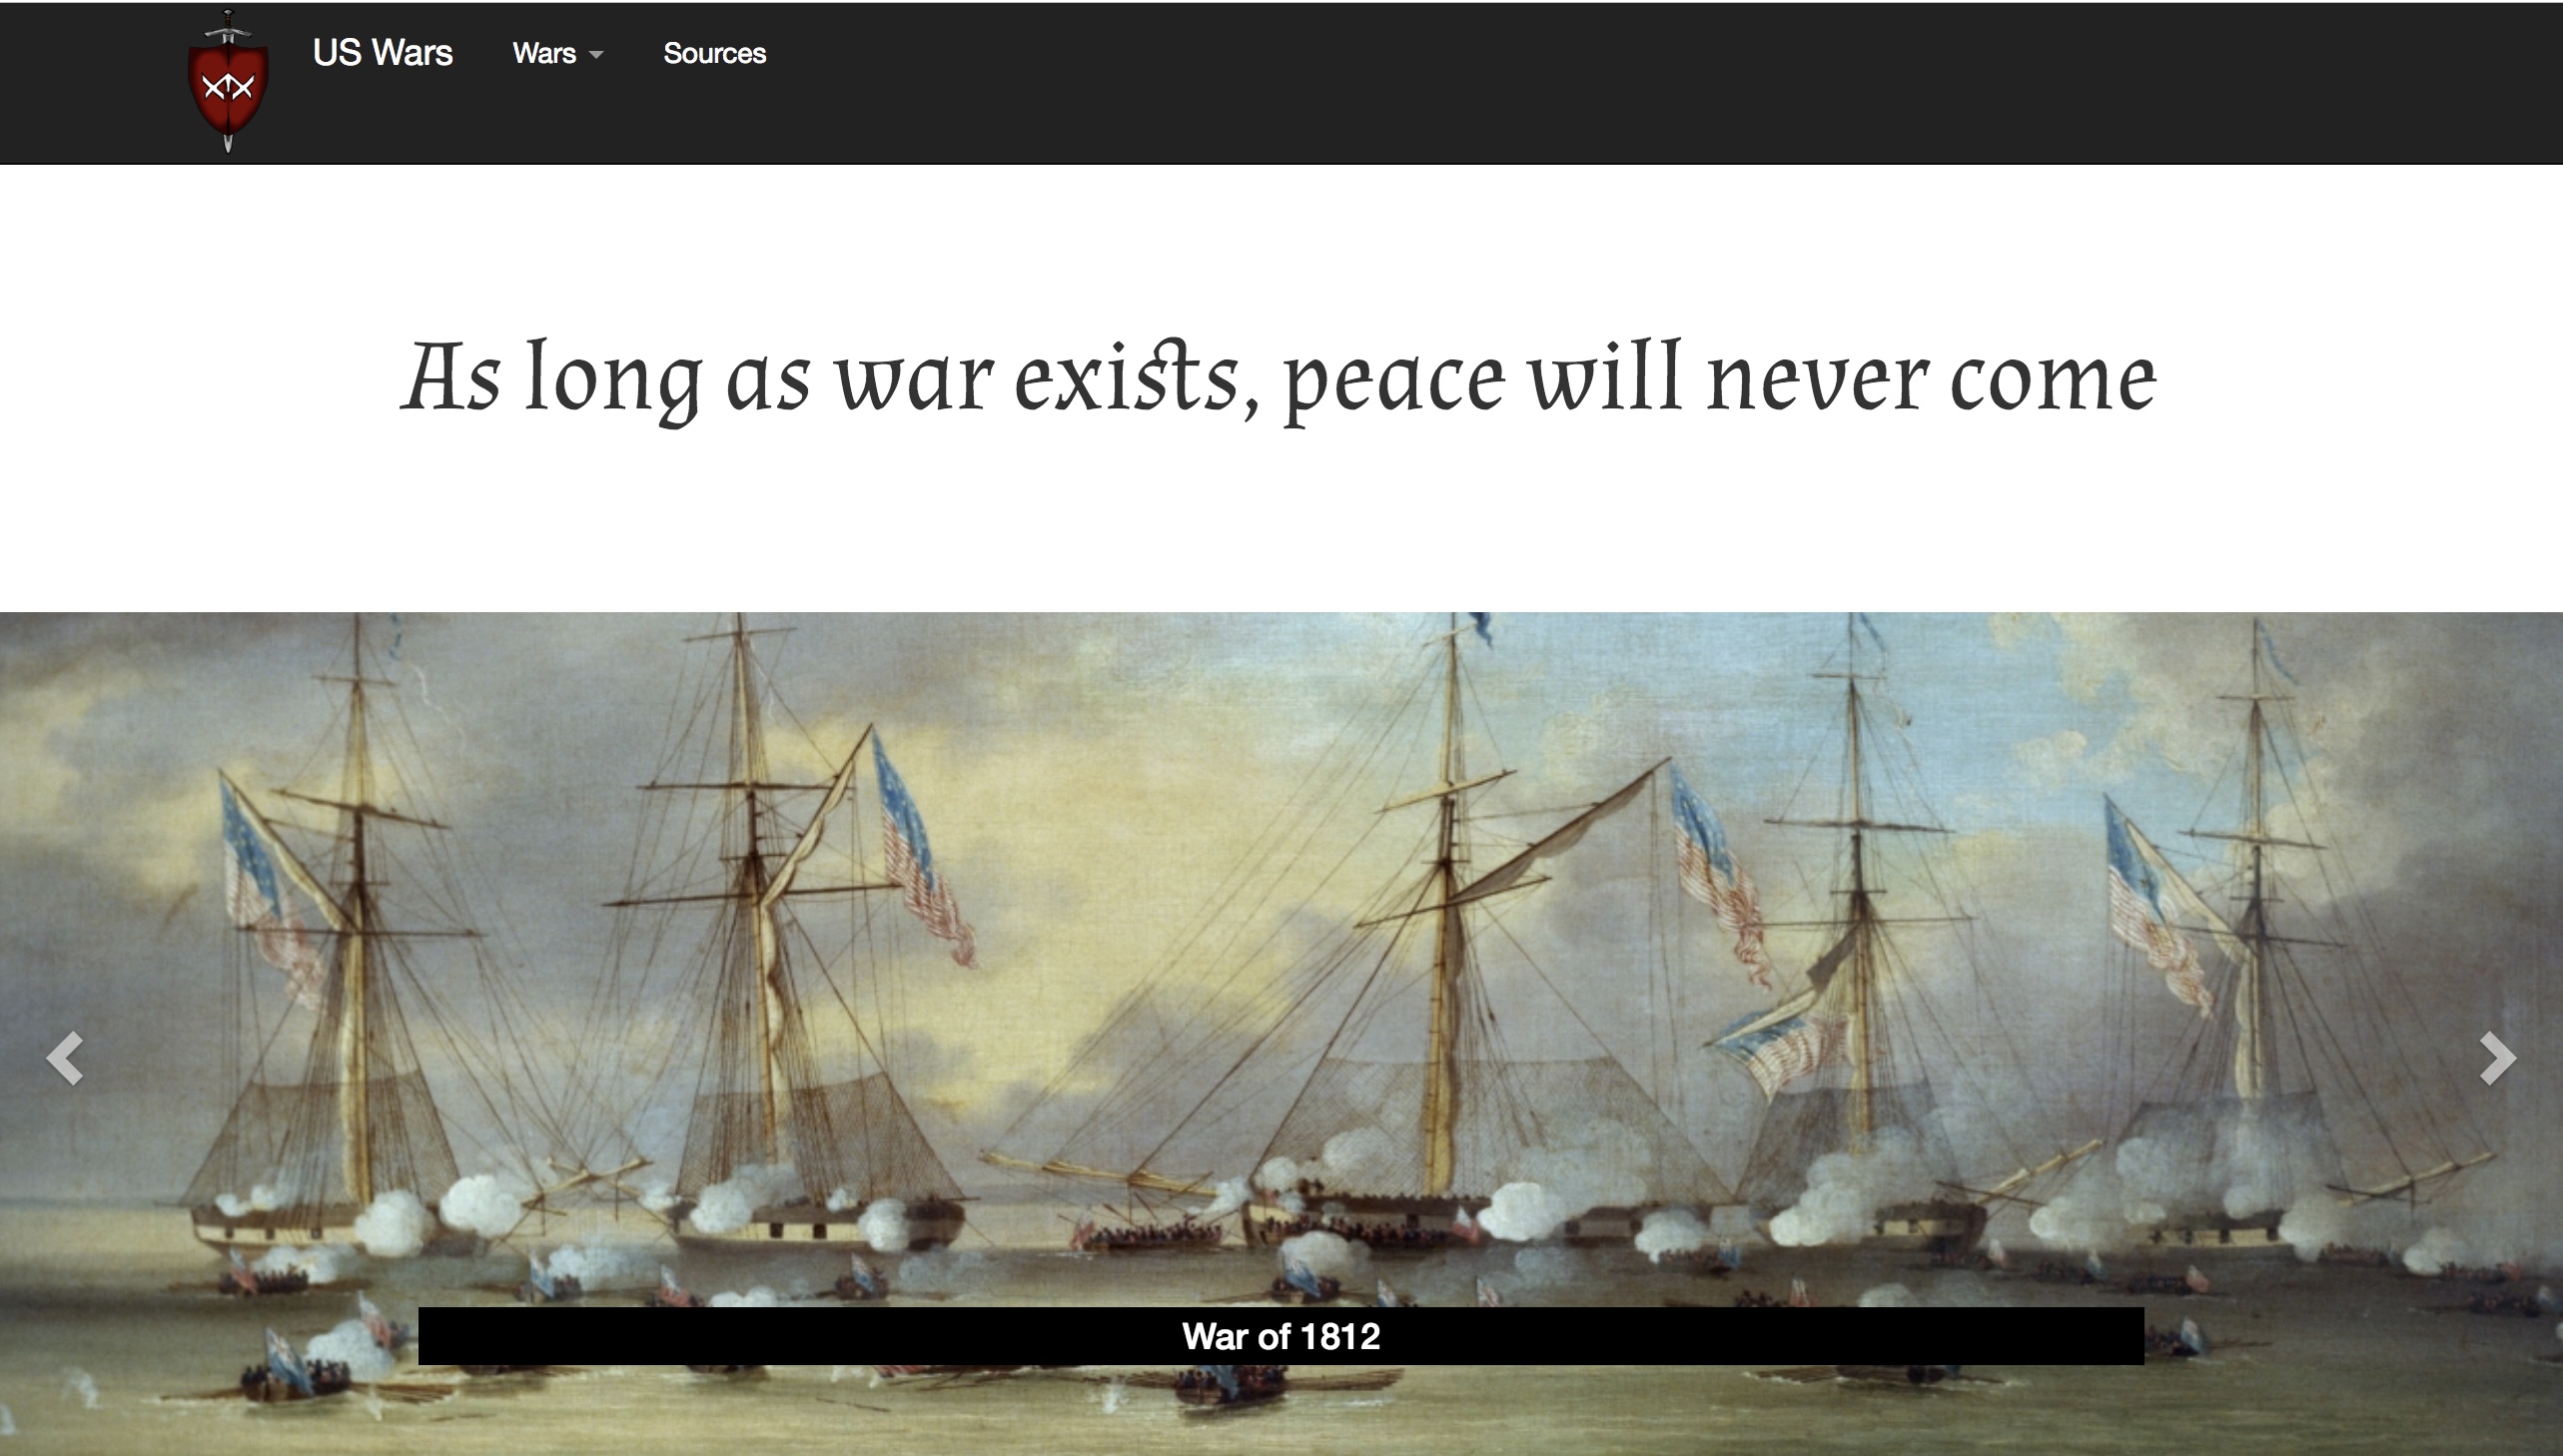 US Wars
Wars
Sources
As long as war exists, peace will never come
War of 1812